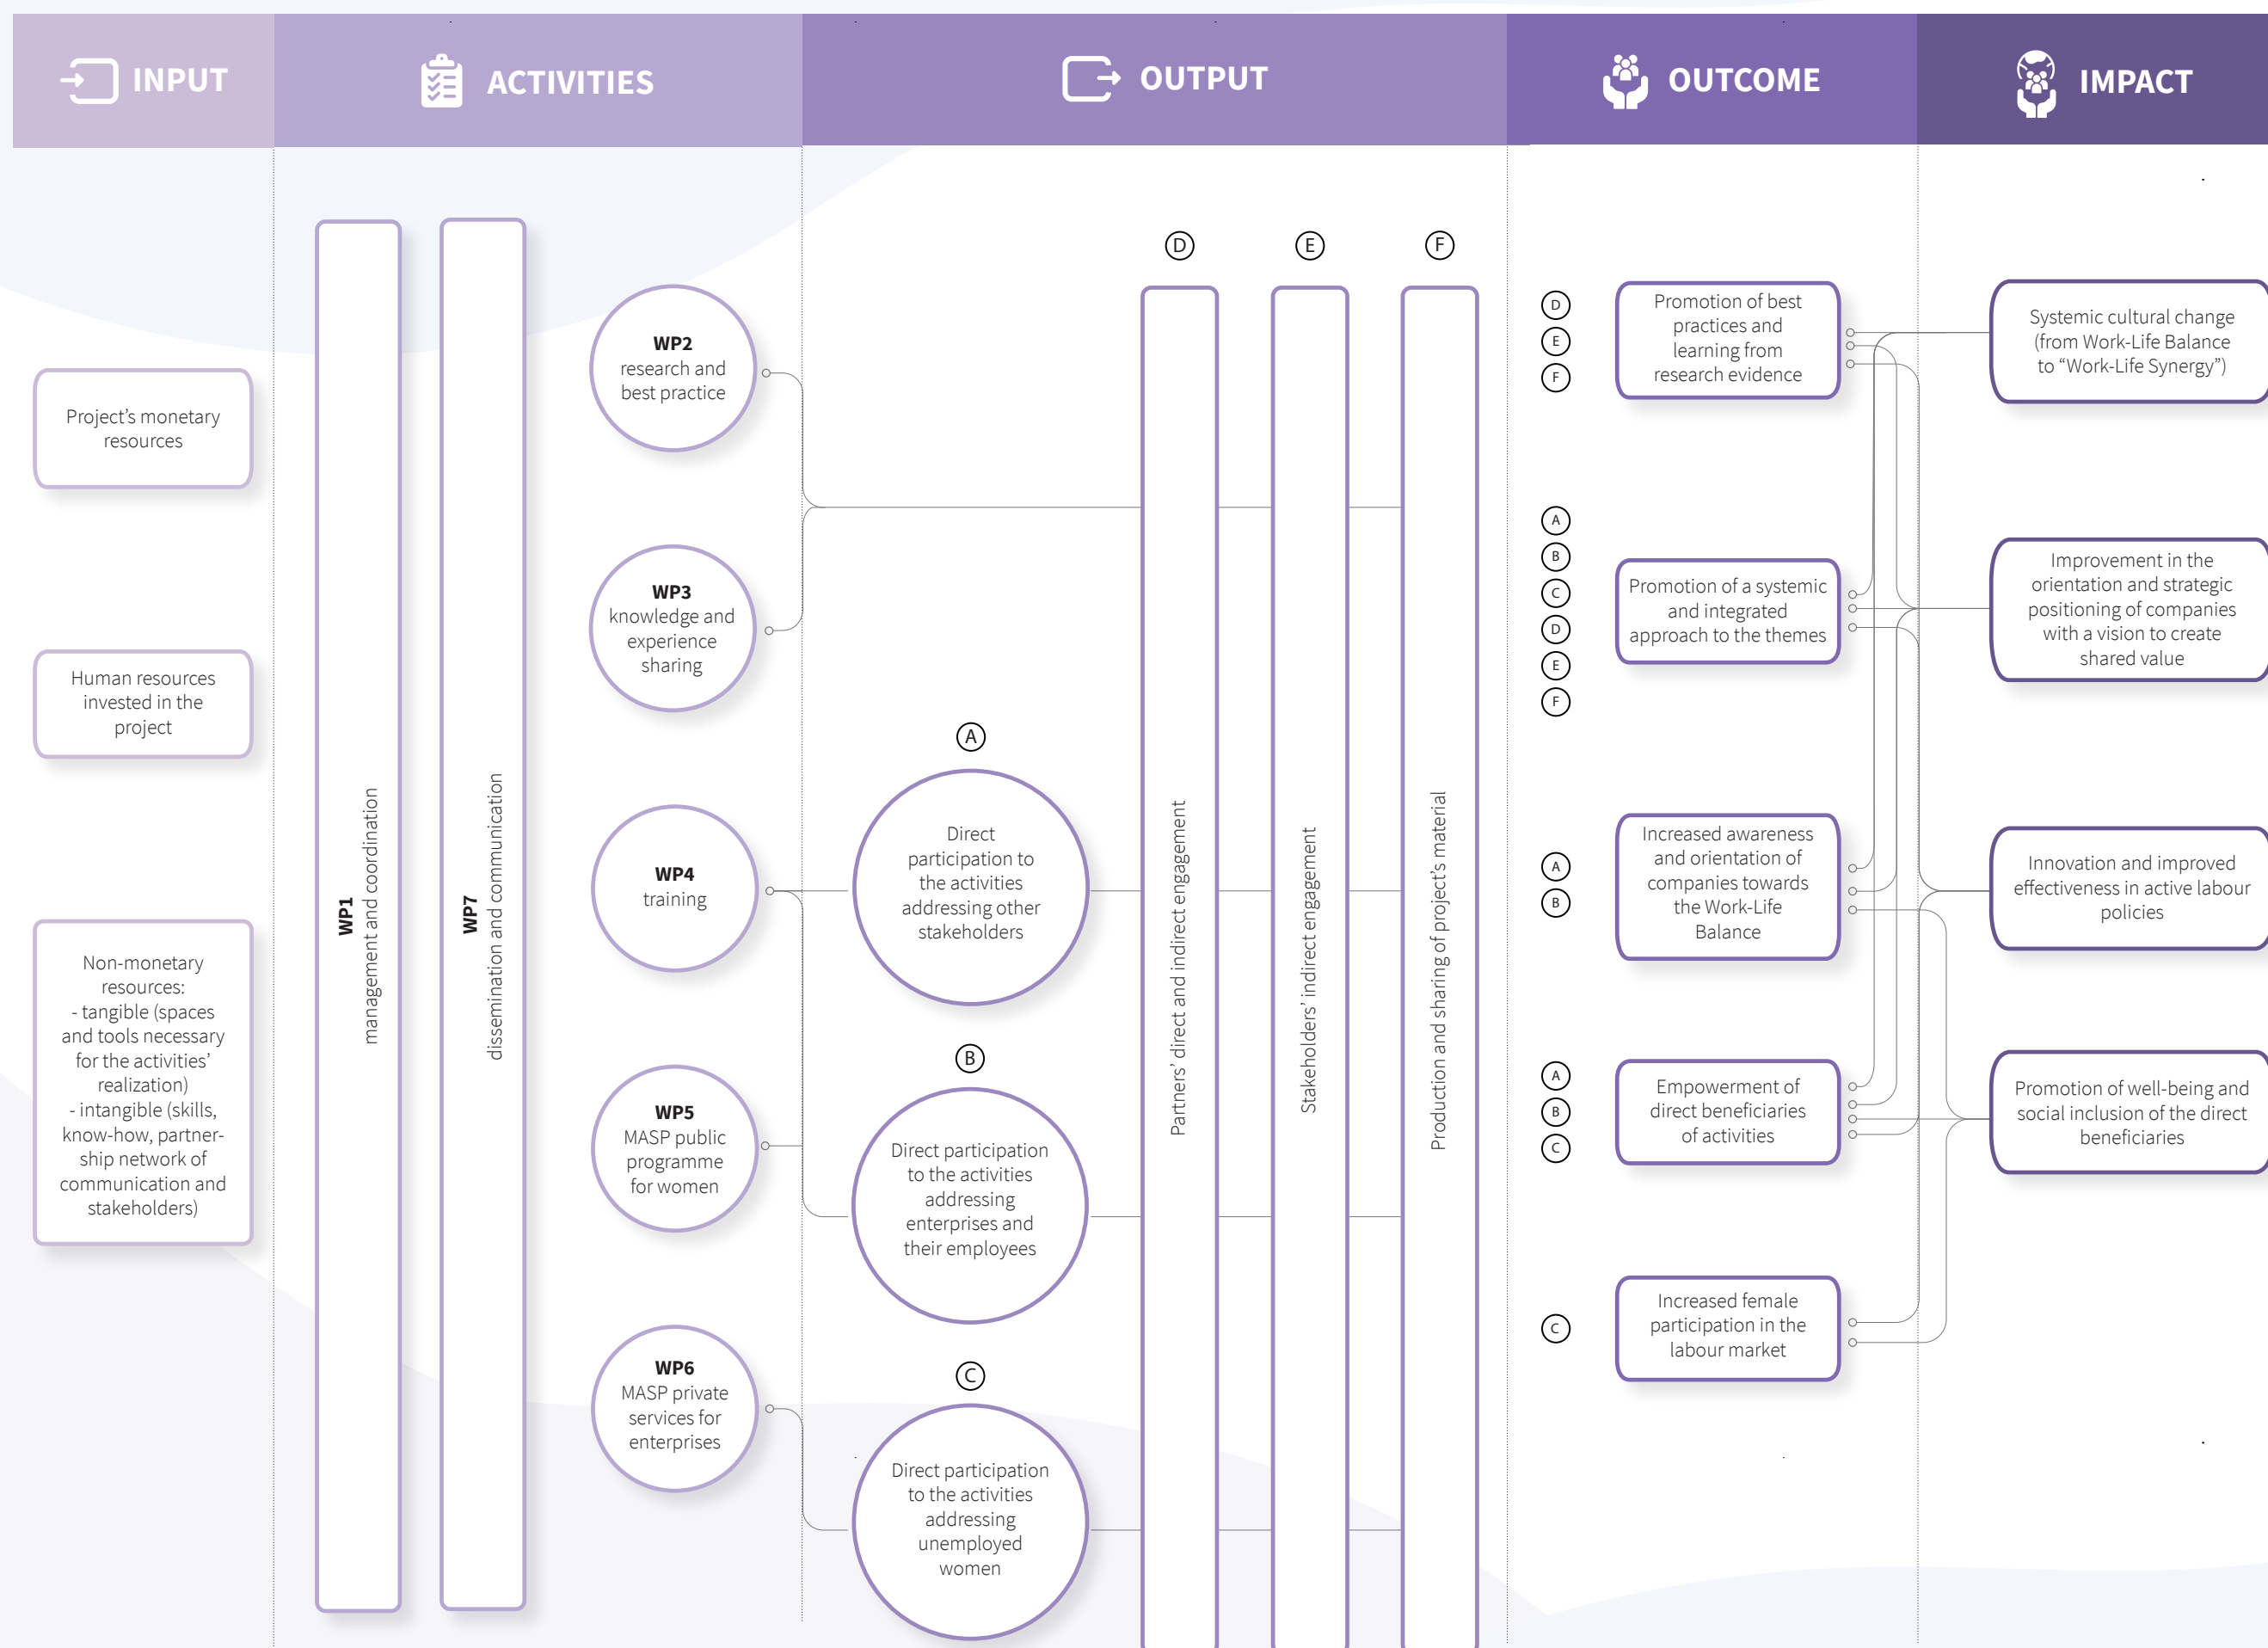 INPUT
ACTIVITIES
OUTPUT
OUTCOME
IMPACT
Project’s monetary
resources
Human resources
invested in the
project
Non-monetary
resources:
- tangible (spaces
and tools necessary
for the activities’
realization)
- intangible (skills,
know-how, partner-
ship network of
communication and
stakeholders)
WP1
management and coordination
WP7
dissemination and communication
WP2
research and
best practice
WP3
knowledge and
experience
sharing
WP4
training
WP5
MASP public
programme
for women
WP6
MASP private
services for
enterprises
A
Direct
participation to
the activities
addressing other
stakeholders
B
Direct participation
to the activities
addressing
enterprises and
their employees
C
Direct participation
to the activities
addressing
unemployed
women
D
Partners’ direct and indirect engagement
E
Stakeholders’ indirect engagement
F
Production and sharing of project’s material
D
E
F
Promotion of best
practices and
learning from
research evidence
A
B
C
D
E
F
Promotion of a systemic
and integrated
approach to the themes
A
B
Increased awareness
and orientation of
companies towards
the Work-Life
Balance
A
B
C
Empowerment of
direct beneficiaries
of activities
C
Increased female
participation in the
labour market
Systemic cultural change
(from Work-Life Balance
to “Work-Life Synergy”)
Improvement in the
orientation and strategic
positioning of companies
with a vision to create
shared value
Innovation and improved
effectiveness in active labour
policies
Promotion of well-being and
social inclusion of the direct
beneficiaries